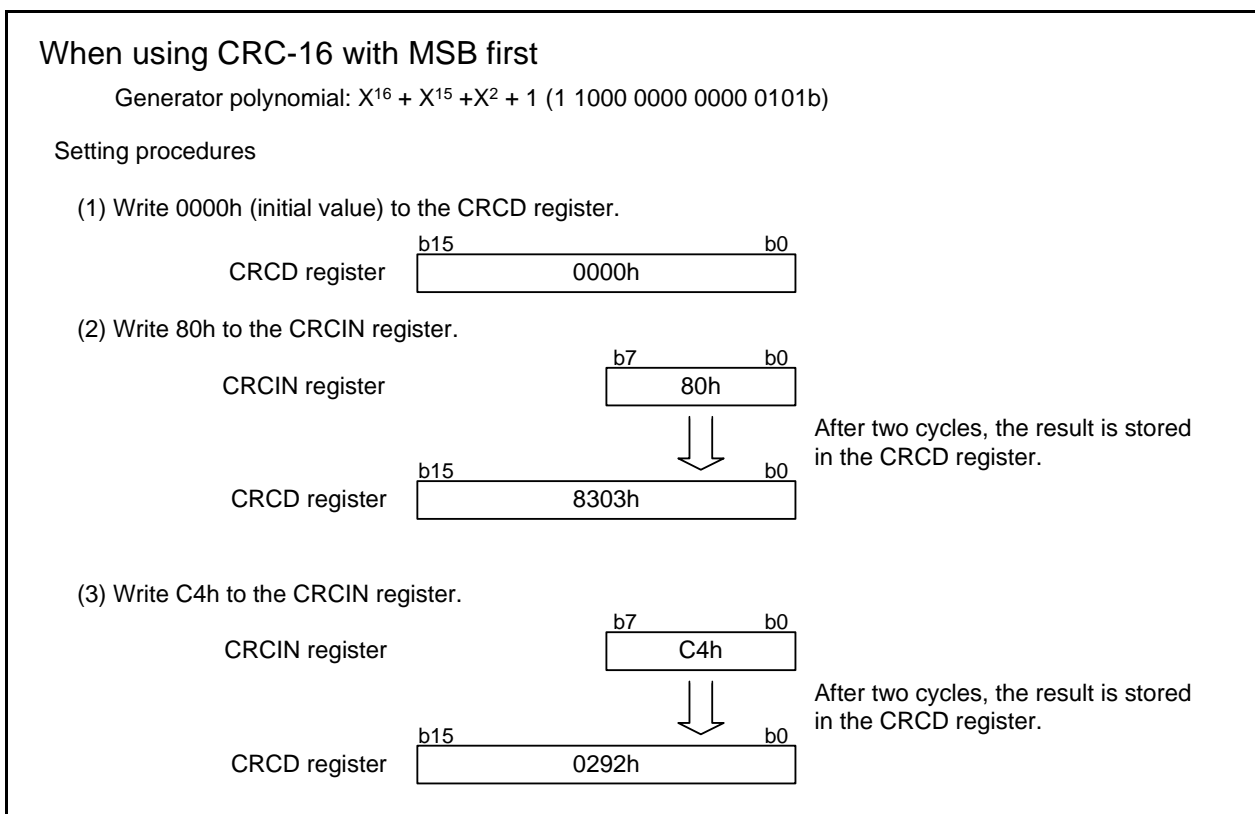 When using CRC-16 with MSB first
Generator polynomial: X¹⁶ + X¹⁵ +X² + 1 (1 1000 0000 0000 0101b)
Setting procedures
(1) Write 0000h (initial value) to the CRCD register.
b15 b0
CRCD register 0000h
(2) Write 80h to the CRCIN register.
b7 b0
CRCIN register 80h
After two cycles, the result is stored
in the CRCD register.
b15 b0
CRCD register 8303h
(3) Write C4h to the CRCIN register.
b7 b0
CRCIN register C4h
After two cycles, the result is stored
in the CRCD register.
b15 b0
CRCD register 0292h